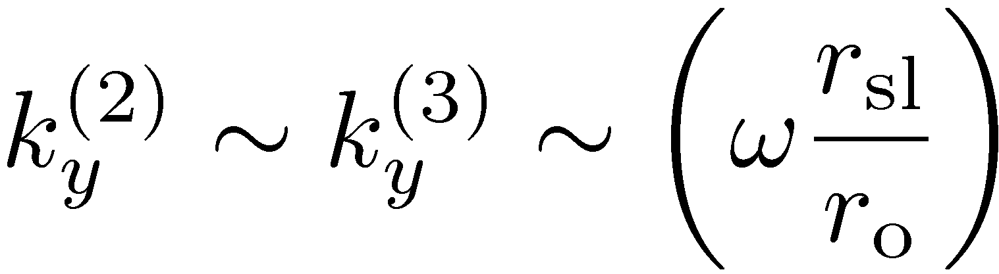 $k_y^{(2)} \sim k_y^{(3)} \sim \left( \omega \frac{r_{\mathrm{sl}}}{r_{\mathrm{o}}} \right)$